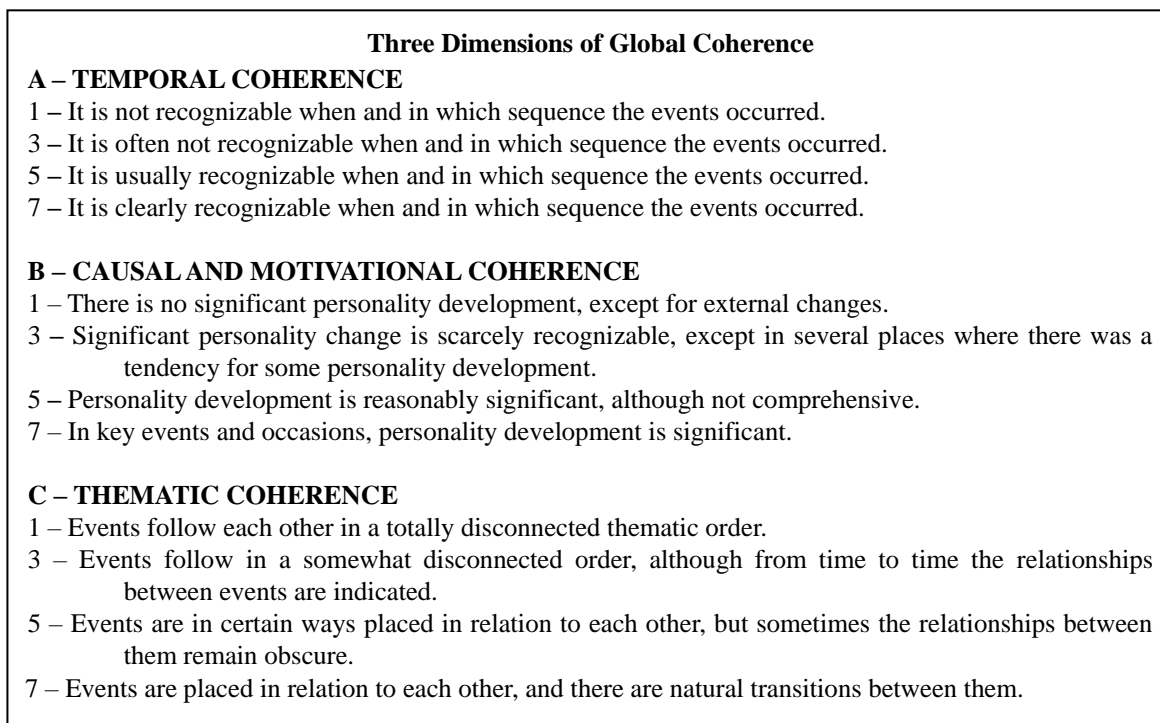 Three Dimensions of Global Coherence
A – TEMPORAL COHERENCE
1 – It is not recognizable when and in which sequence the events occurred.
3 – It is often not recognizable when and in which sequence the events occurred.
5 – It is usually recognizable when and in which sequence the events occurred.
7 – It is clearly recognizable when and in which sequence the events occurred.
B – CAUSAL AND MOTIVATIONAL COHERENCE
1 – There is no significant personality development, except for external changes.
3 – Significant personality change is scarcely recognizable, except in several places where there was a
tendency for some personality development.
5 – Personality development is reasonably significant, although not comprehensive.
7 – In key events and occasions, personality development is significant.
C – THEMATIC COHERENCE
1 – Events follow each other in a totally disconnected thematic order.
3 – Events follow in a somewhat disconnected order, although from time to time the relationships
between events are indicated.
5 – Events are in certain ways placed in relation to each other, but sometimes the relationships between
them remain obscure.
7 – Events are placed in relation to each other, and there are natural transitions between them.